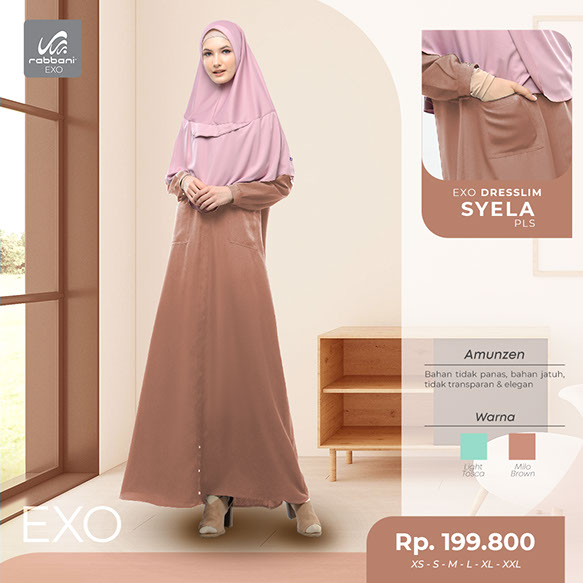 rabbani
EXO
EXO DRESSLIM
SYELA
PLS
Amunzen
Bahan tidak panas, bahan jatuh,
tidak transparan & elegan
Warna
Light
Tosca
Milo
Brown
EXO
Rp. 199.800
XS - S - M - L - XL - XXL